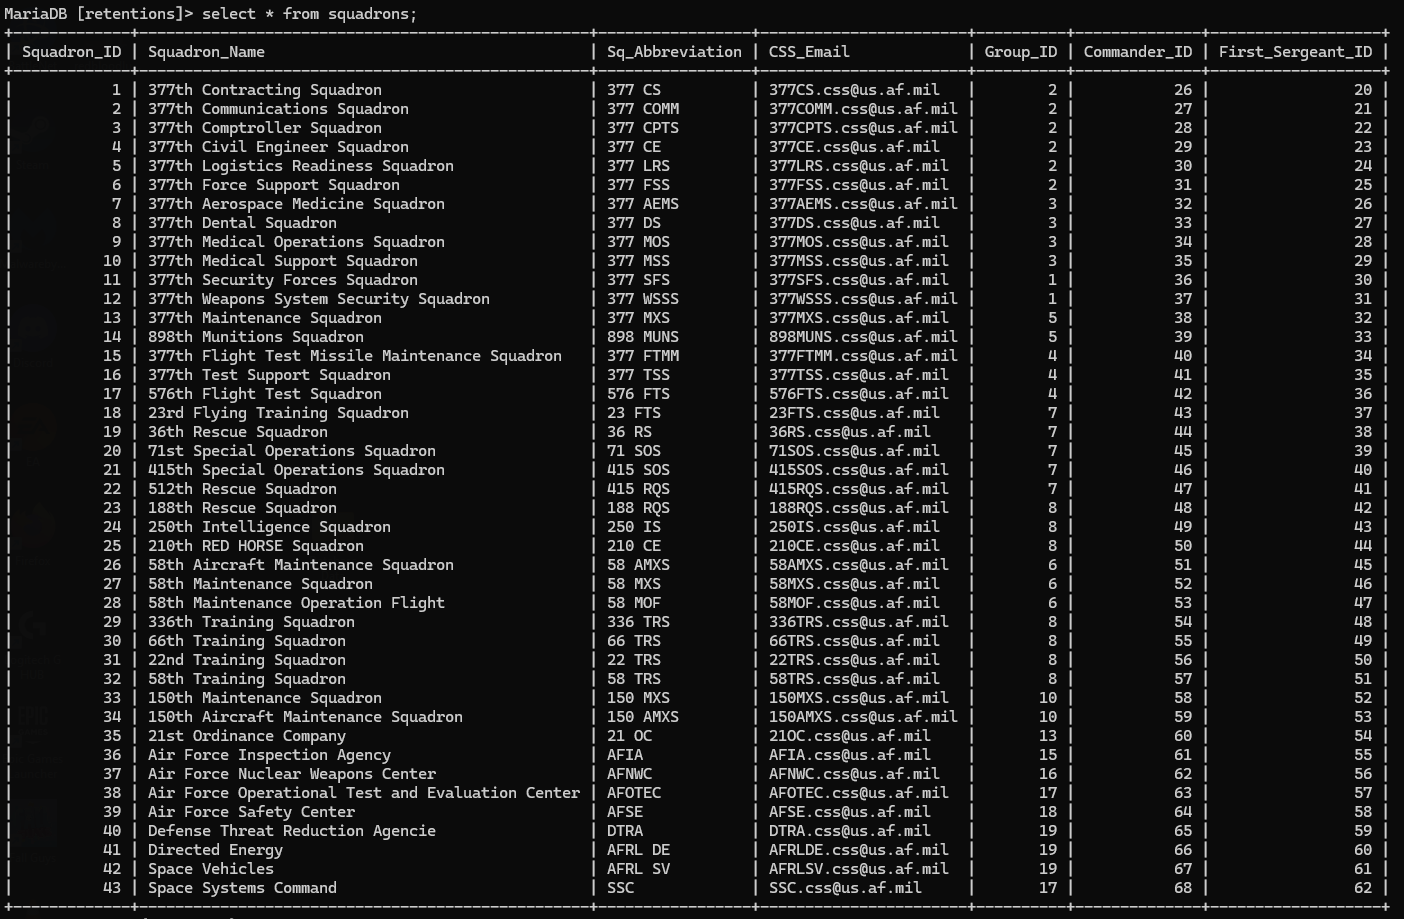 MariaDB [retentions]> select * from squadrons;
| Squadron_ID | Squadron_Name | Sq_Abbreviation | CSS_Email | Group_ID | Commander_ID | First_Sergeant_ID |
| 1 | 377th Contracting Squadron | 377 CS | 377CS.css@us.af.mil | 2 | 26 | 20 |
| 2 | 377th Communications Squadron | 377 COMM | 377COMM.css@us.af.mil | 2 | 27 | 21 |
| 3 | 377th Comptroller Squadron | 377 CPTS | 377CPTS.css@us.af.mil | 2 | 28 | 22 |
| 4 | 377th Civil Engineer Squadron | 377 CE | 377CE.css@us.af.mil | 2 | 29 | 23 |
| 5 | 377th Logistics Readiness Squadron | 377 LRS | 377LRS.css@us.af.mil | 2 | 30 | 24 |
| 6 | 377th Force Support Squadron | 377 FSS | 377FSS.css@us.af.mil | 2 | 31 | 25 |
| 7 | 377th Aerospace Medicine Squadron | 377 AEMS | 377AEMS.css@us.af.mil | 3 | 32 | 26 |
| 8 | 377th Dental Squadron | 377 DS | 377DS.css@us.af.mil | 3 | 33 | 27 |
| 9 | 377th Medical Operations Squadron | 377 MOS | 377MOS.css@us.af.mil | 3 | 34 | 28 |
| 10 | 377th Medical Support Squadron | 377 MSS | 377MSS.css@us.af.mil | 3 | 35 | 29 |
| 11 | 377th Security Forces Squadron | 377 SFS | 377SFS.css@us.af.mil | 1 | 36 | 30 |
| 12 | 377th Weapons System Security Squadron | 377 WSSS | 377WSSS.css@us.af.mil | 1 | 37 | 31 |
| 13 | 377th Maintenance Squadron | 377 MXS | 377MXS.css@us.af.mil | 5 | 38 | 32 |
| 14 | 898th Munitions Squadron | 898 MUNS | 898MUNS.css@us.af.mil | 5 | 39 | 33 |
| 15 | 377th Flight Test Missile Maintenance Squadron | 377 FTMM | 377FTMM.css@us.af.mil | 4 | 40 | 34 |
| 16 | 377th Test Support Squadron | 377 TSS | 377TSS.css@us.af.mil | 4 | 41 | 35 |
| 17 | 576th Flight Test Squadron | 576 FTS | 576FTS.css@us.af.mil | 4 | 42 | 36 |
| 18 | 23rd Flying Training Squadron | 23 FTS | 23FTS.css@us.af.mil | 7 | 43 | 37 |
| 19 | 36th Rescue Squadron | 36 RS | 36RS.css@us.af.mil | 7 | 44 | 38 |
| 20 | 71st Special Operations Squadron | 71 SOS | 71SOS.css@us.af.mil | 7 | 45 | 39 |
| 21 | 415th Special Operations Squadron | 415 SOS | 415SOS.css@us.af.mil | 7 | 46 | 40 |
| 22 | 512th Rescue Squadron | 415 RQS | 415RQS.css@us.af.mil | 7 | 47 | 41 |
| 23 | 188th Rescue Squadron | 188 RQS | 188RQS.css@us.af.mil | 8 | 48 | 42 |
| 24 | 250th Intelligence Squadron | 250 IS | 250IS.css@us.af.mil | 8 | 49 | 43 |
| 25 | 210th RED HORSE Squadron | 210 CE | 210CE.css@us.af.mil | 8 | 50 | 44 |
| 26 | 58th Aircraft Maintenance Squadron | 58 AMXS | 58AMXS.css@us.af.mil | 6 | 51 | 45 |
| 27 | 58th Maintenance Squadron | 58 MXS | 58MXS.css@us.af.mil | 6 | 52 | 46 |
| 28 | 58th Maintenance Operation Flight | 58 MOF | 58MOF.css@us.af.mil | 6 | 53 | 47 |
| 29 | 336th Training Squadron | 336 TRS | 336TRS.css@us.af.mil | 8 | 54 | 48 |
| 30 | 66th Training Squadron | 66 TRS | 66TRS.css@us.af.mil | 8 | 55 | 49 |
| 31 | 22nd Training Squadron | 22 TRS | 22TRS.css@us.af.mil | 8 | 56 | 50 |
| 32 | 58th Training Squadron | 58 TRS | 58TRS.css@us.af.mil | 8 | 57 | 51 |
| 33 | 150th Maintenance Squadron | 150 MXS | 150MXS.css@us.af.mil | 10 | 58 | 52 |
| 34 | 150th Aircraft Maintenance Squadron | 150 AMXS | 150AMXS.css@us.af.mil | 10 | 59 | 53 |
| 35 | 21st Ordinance Company | 21 OC | 21OC.css@us.af.mil | 13 | 60 | 54 |
| 36 | Air Force Inspection Agency | AFIA | AFIA.css@us.af.mil | 15 | 61 | 55 |
| 37 | Air Force Nuclear Weapons Center | AFNWC | AFNWC.css@us.af.mil | 16 | 62 | 56 |
| 38 | Air Force Operational Test and Evaluation Center | AFOTEC | AFOTEC.css@us.af.mil | 17 | 63 | 57 |
| 39 | Air Force Safety Center | AFSE | AFSE.css@us.af.mil | 18 | 64 | 58 |
| 40 | Defense Threat Reduction Agencie | DTRA | DTRA.css@us.af.mil | 19 | 65 | 59 |
| 41 | Directed Energy | AFRL DE | AFRLDE.css@us.af.mil | 19 | 66 | 60 |
| 42 | Space Vehicles | AFRL SV | AFRLSV.css@us.af.mil | 19 | 67 | 61 |
| 43 | Space Systems Command | SSC | SSC.css@us.af.mil | 17 | 68 | 62 |